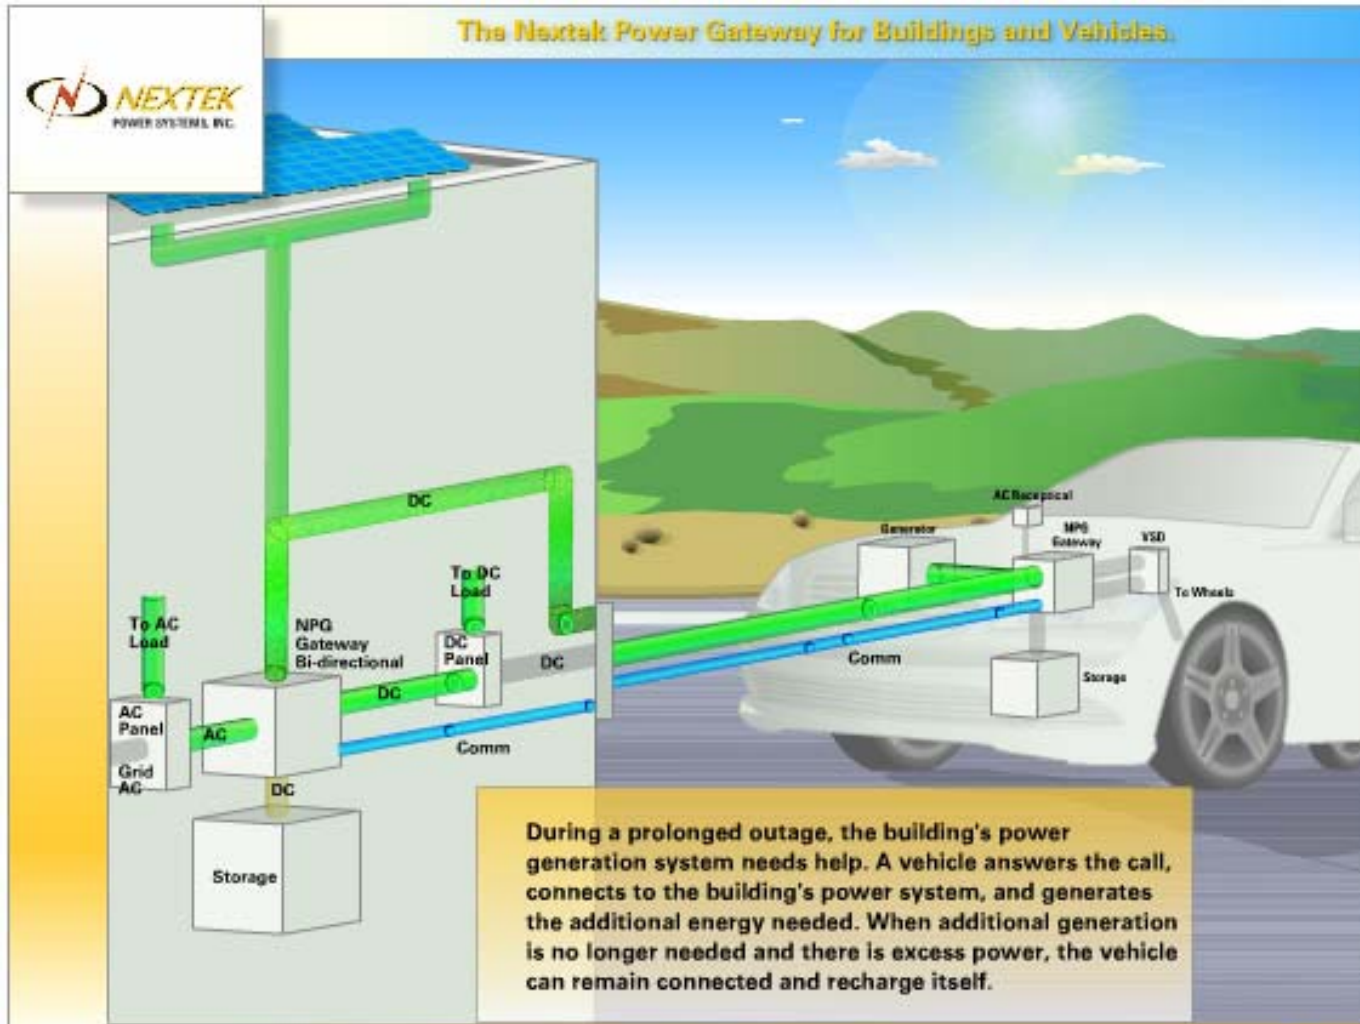 The Nextek Power Gateway for Buildings and Vehicles.
NEXTEK
POWER SYSTEMS, INC.
DC
AC Receptical
Generator
NPG
Gateway
VSD
To Wheels
To AC
Load
To DC
Load
NPG
Gateway
Bi-directional
DC
Panel
DC
DC
Comm
Storage
AC
Panel
AC
Grid
AC
Comm
DC
Storage
During a prolonged outage, the building's power
generation system needs help. A vehicle answers the call,
connects to the building's power system, and generates
the additional energy needed. When additional generation
is no longer needed and there is excess power, the vehicle
can remain connected and recharge itself.